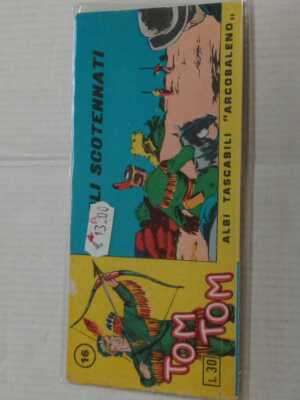 TOM
TOM
16
L. 30
GLI SCOTENNATI
€ 13,00
ALBI TASCABILI "ARCOBALENO"